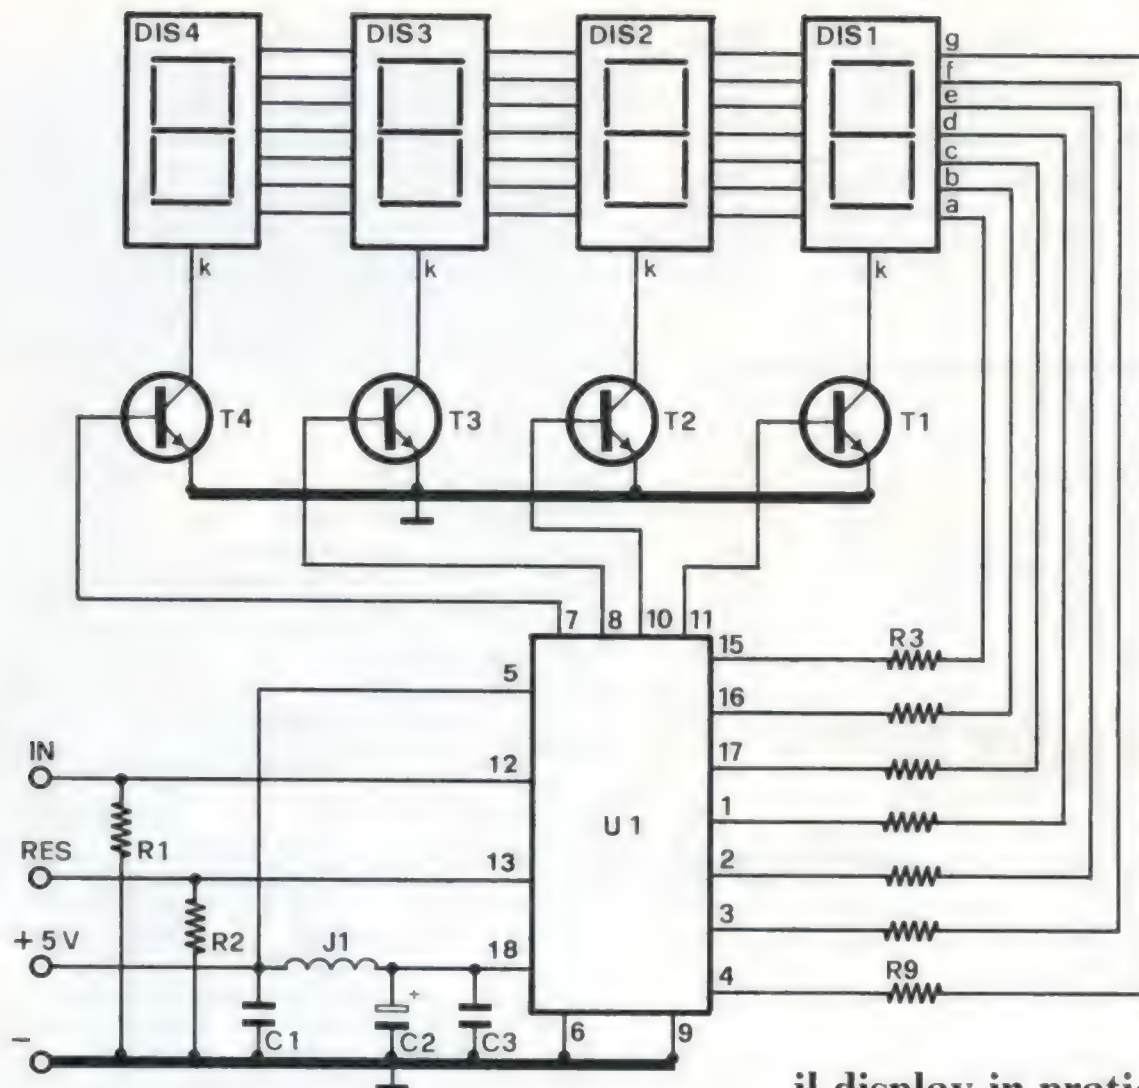 DIS4 DIS3 DIS2 DIS1 g
f
e
d
c
b
a
k k k k
T4 T3 T2 T1
7 8 10 11
15 R3
5
16
IN
12 17
U1
1
RES R1 13
2
+5V R2 J1 18 3
4 R9
+
- C1 C2 C3 6 9
il display in prati